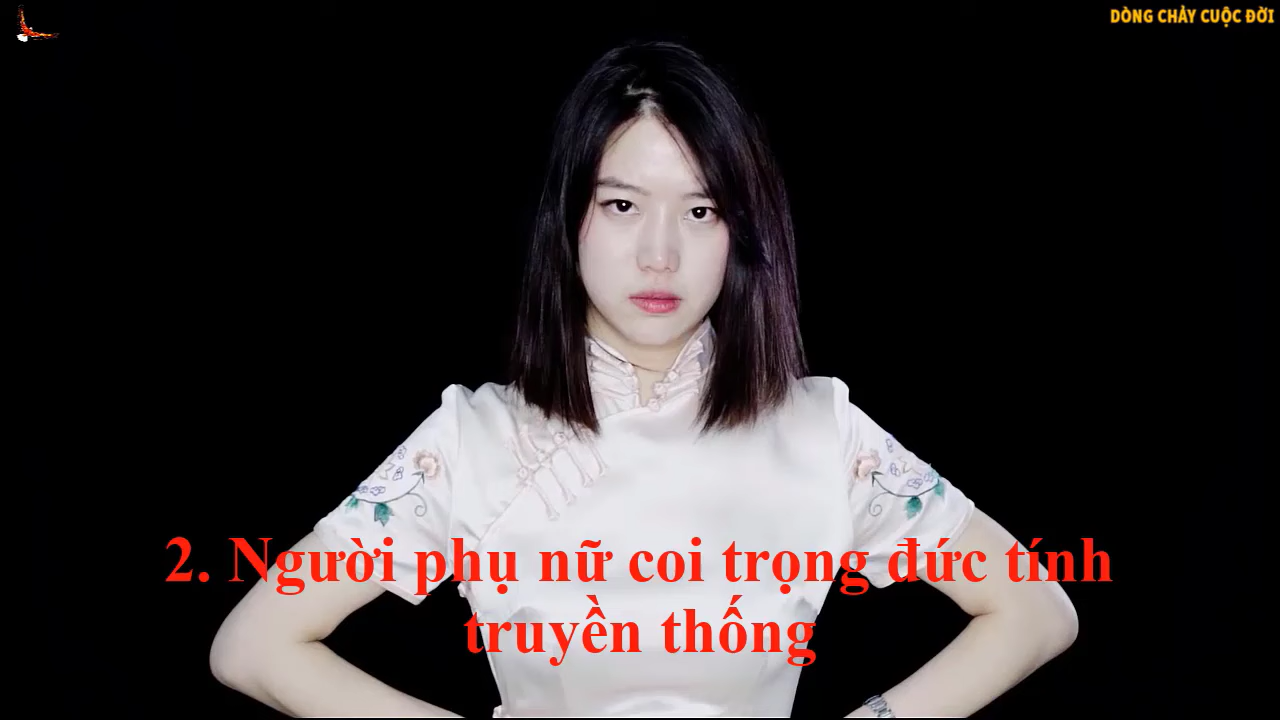 DÒNG CHẢY CUỘC ĐỜI
2. Người phụ nữ coi trọng đức tính
truyền thống